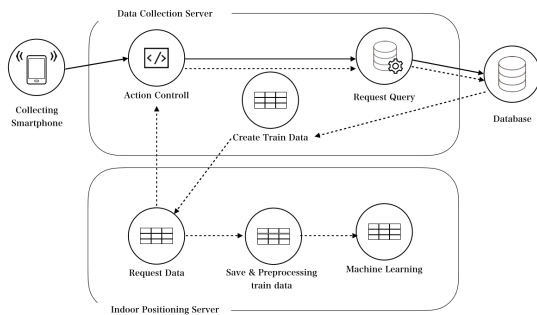 Data Collection Server
</>
Action Controll
Request Query
Collecting
Smartphone
Create Train Data
Database
Request Data
Save & Preprocessing
train data
Machine Learning
Indoor Positioning Server